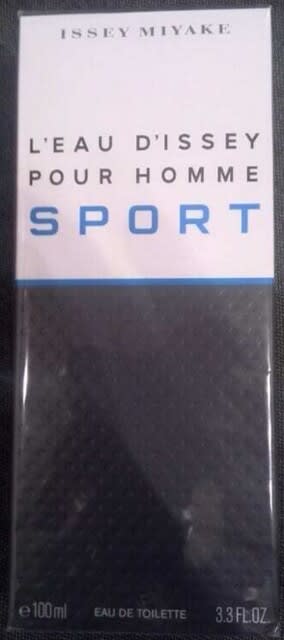 ISSEY MIYAKE
L'EAU D'ISSEY
POUR HOMME
SPORT
℮100ml EAU DE TOILETTE 3.3 FL.OZ.